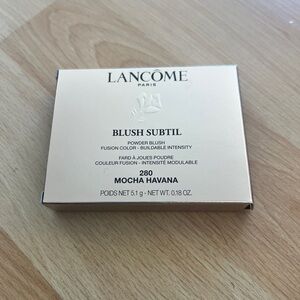 LANCÔME
PARIS
BLUSH SUBTIL
POWDER BLUSH
FUSION COLOR - BUILDABLE INTENSITY
FARD À JOUES POUDRE
COULEUR FUSION - INTENSITÉ MODULABLE
280
MOCHA HAVANA
POIDS NET 5.1 g - NET WT. 0.18 OZ.